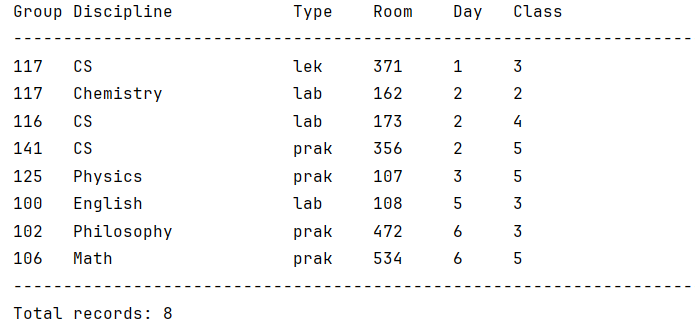 Group Discipline            Type    Room    Day   Class
--------------------------------------------------------------------
117   CS                    lek     371     1     3
117   Chemistry             lab     162     2     2
116   CS                    lab     173     2     4
141   CS                    prak    356     2     5
125   Physics               prak    107     3     5
100   English               lab     108     5     3
102   Philosophy            prak    472     6     3
106   Math                  prak    534     6     5
--------------------------------------------------------------------
Total records: 8